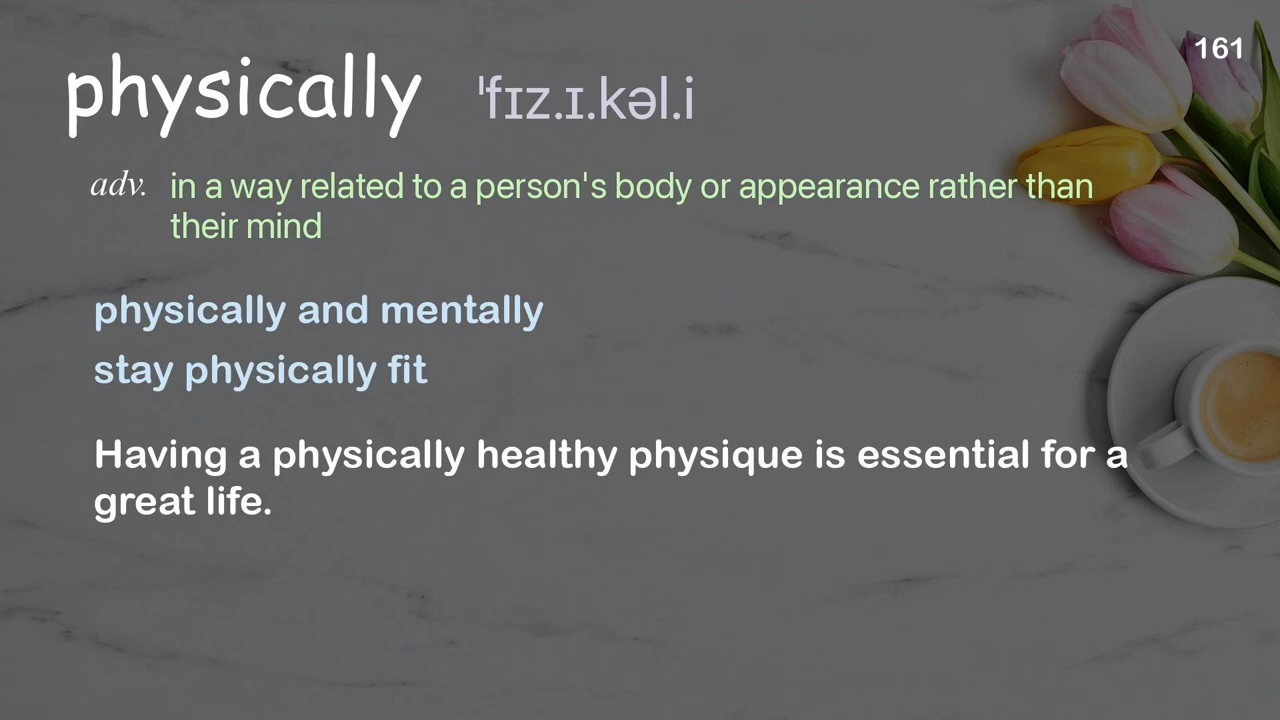 161
physically ˈfɪz.ɪ.kəl.i
adv. in a way related to a person's body or appearance rather than
their mind
physically and mentally
stay physically fit
Having a physically healthy physique is essential for a
great life.